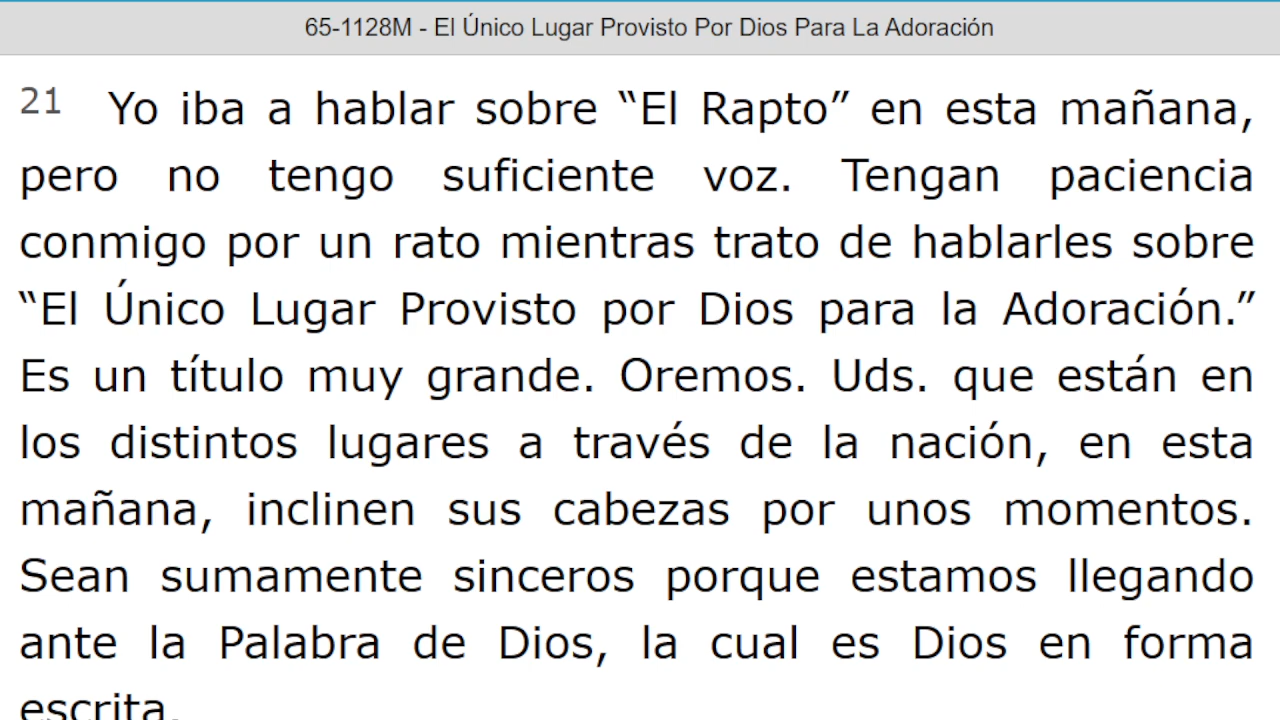 65-1128M - El Único Lugar Provisto Por Dios Para La Adoración
21 Yo iba a hablar sobre “El Rapto” en esta mañana,
pero no tengo suficiente voz. Tengan paciencia
conmigo por un rato mientras trato de hablarles sobre
“El Único Lugar Provisto por Dios para la Adoración.”
Es un título muy grande. Oremos. Uds. que están en
los distintos lugares a través de la nación, en esta
mañana, inclinen sus cabezas por unos momentos.
Sean sumamente sinceros porque estamos llegando
ante la Palabra de Dios, la cual es Dios en forma
escrita.